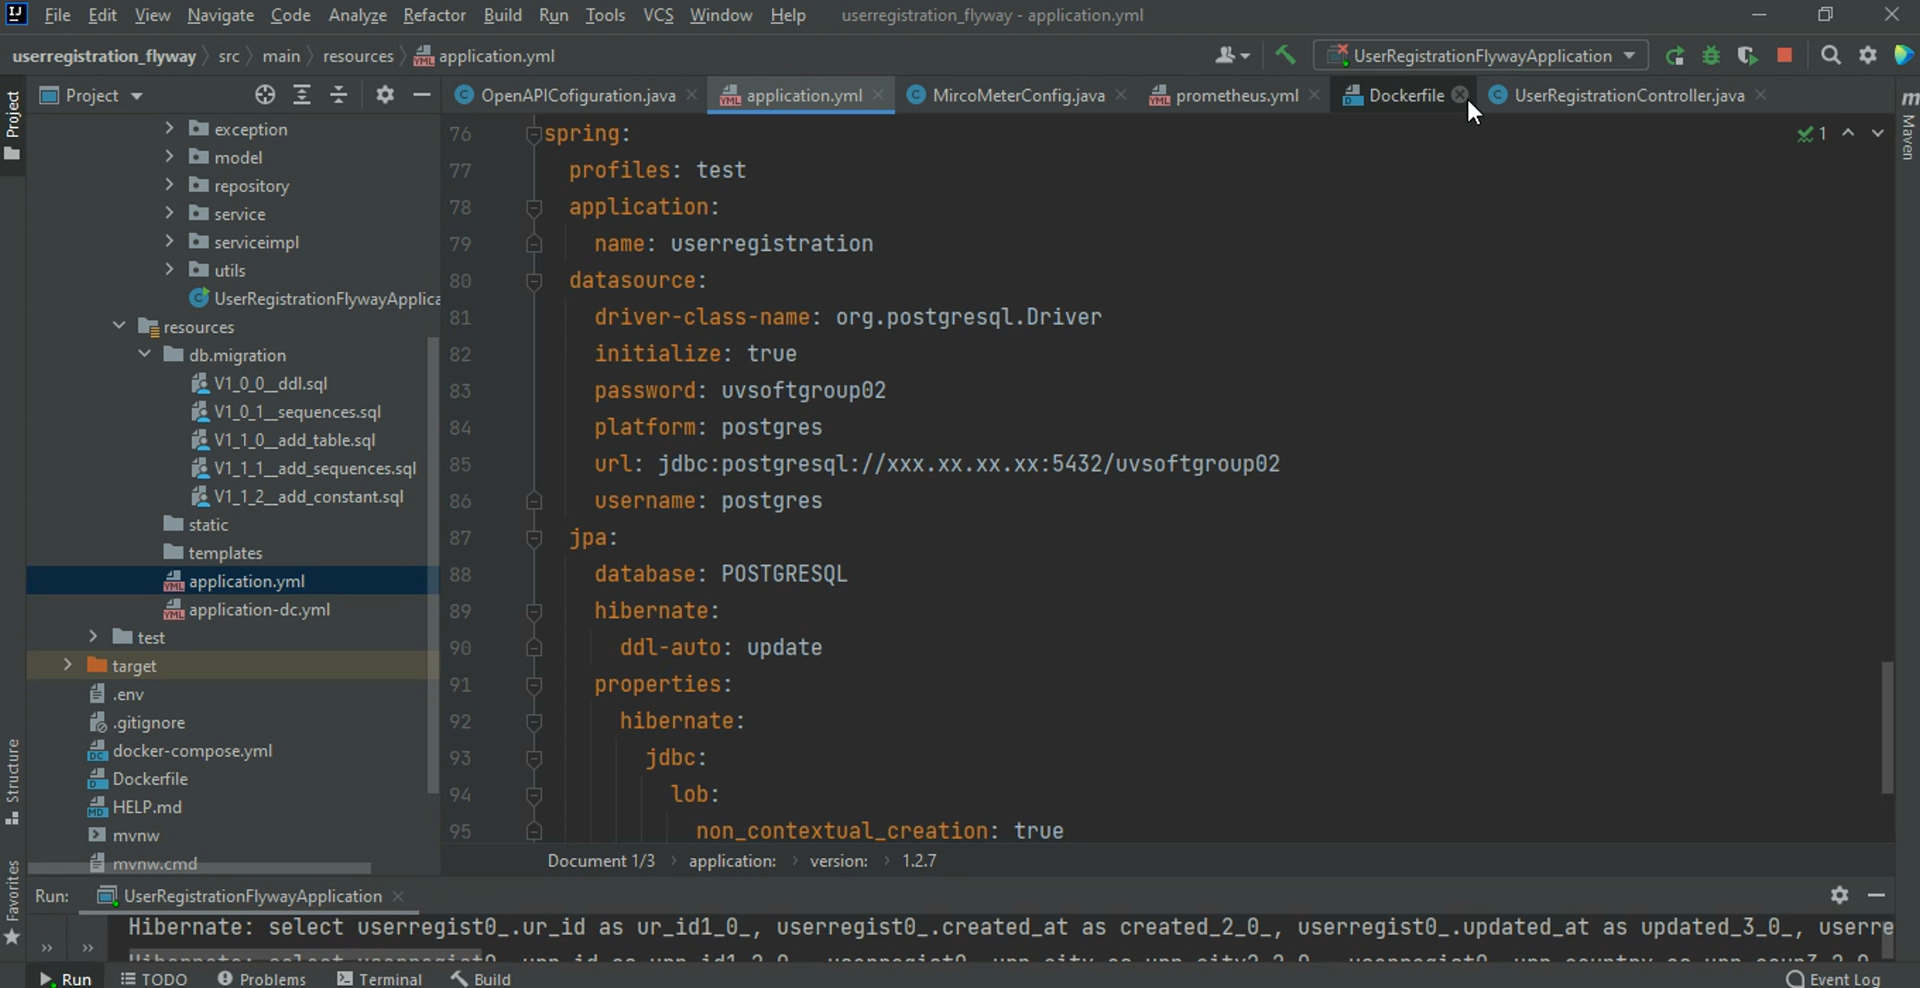 IJ File Edit View Navigate Code Analyze Refactor Build Run Tools VCS Window Help userregistration_flyway - application.yml
userregistration_flyway src main resources application.yml UserRegistrationFlywayApplication
Project OpenAPICofiguration.java application.yml MircoMeterConfig.java prometheus.yml Dockerfile UserRegistrationController.java
Project
Maven
exception
model
repository
service
serviceimpl
utils
UserRegistrationFlywayApplica
resources
db.migration
V1_0_0__ddl.sql
V1_0_1__sequences.sql
V1_1_0__add_table.sql
V1_1_1__add_sequences.sql
V1_1_2__add_constant.sql
static
templates
application.yml
application-dc.yml
test
target
.env
.gitignore
docker-compose.yml
Dockerfile
HELP.md
mvnw
mvnw.cmd
Structure
Favorites
76 spring: 1
77 profiles: test
78 application:
79 name: userregistration
80 datasource:
81 driver-class-name: org.postgresql.Driver
82 initialize: true
83 password: uvsoftgroup02
84 platform: postgres
85 url: jdbc:postgresql://xxx.xx.xx.xx:5432/uvsoftgroup02
86 username: postgres
87 jpa:
88 database: POSTGRESQL
89 hibernate:
90 ddl-auto: update
91 properties:
92 hibernate:
93 jdbc:
94 lob:
95 non_contextual_creation: true
Document 1/3 application: version: 1.2.7
Run: UserRegistrationFlywayApplication
Hibernate: select userregist0_.ur_id as ur_id1_0_, userregist0_.created_at as created_2_0_, userregist0_.updated_at as updated_3_0_, userre
Run TODO Problems Terminal Build Event Log